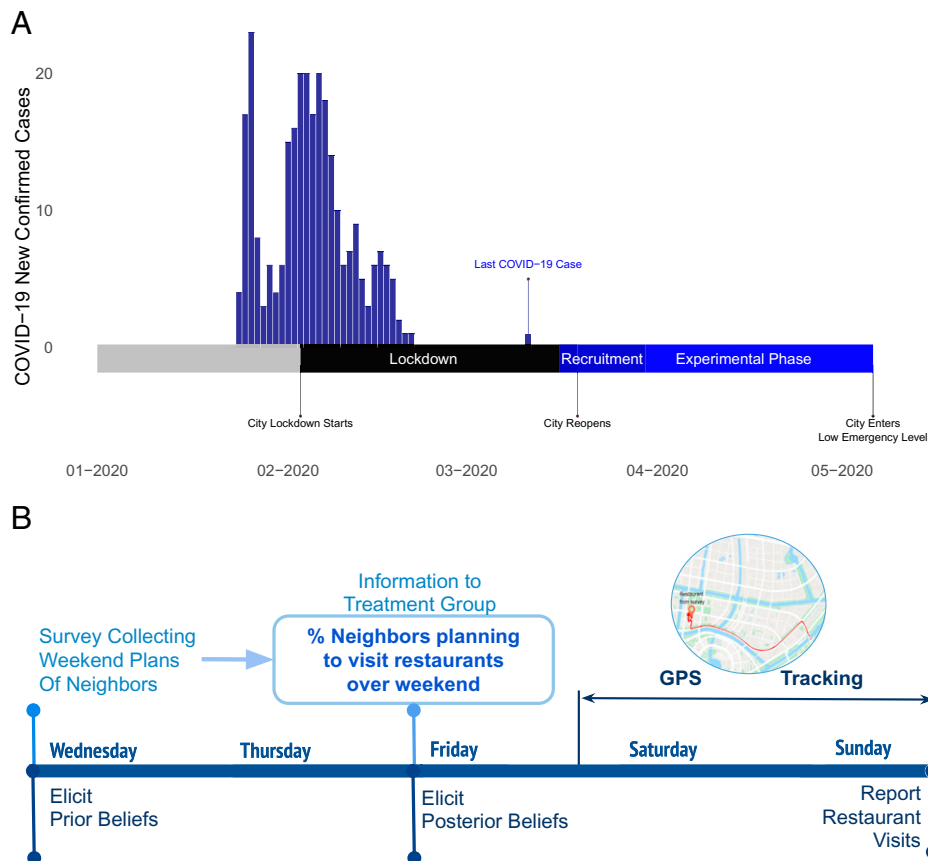 A
COVID−19 New Confirmed Cases
20
10
0
Last COVID−19 Case
Lockdown
Recruitment
Experimental Phase
City Lockdown Starts
City Reopens
City Enters
Low Emergency Level
01−2020
02−2020
03−2020
04−2020
05−2020
B
Survey Collecting
Weekend Plans
Of Neighbors
Information to
Treatment Group
% Neighbors planning
to visit restaurants
over weekend
Restaurant
from survey
GPS Tracking
Wednesday
Thursday
Friday
Saturday
Sunday
Elicit
Prior Beliefs
Elicit
Posterior Beliefs
Report
Restaurant
Visits